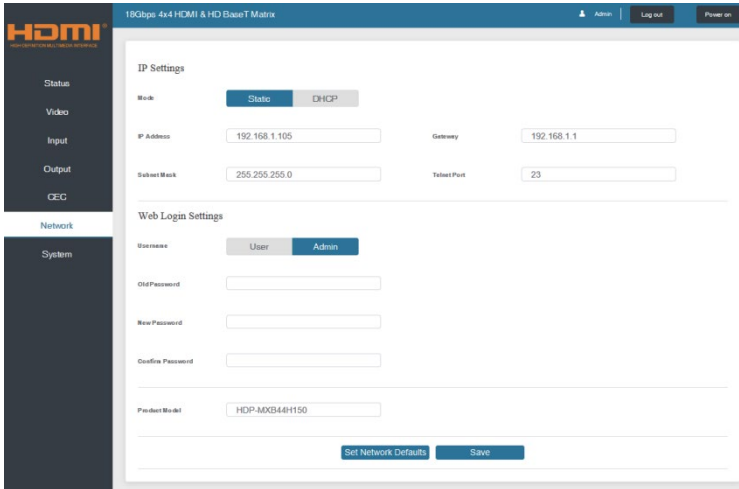 HDMI®
HIGH-DEFINITION MULTIMEDIA INTERFACE
18Gbps 4x4 HDMI & HD BaseT Matrix
Admin
Log out
Power on
Status
Video
Input
Output
CEC
Network
System
IP Settings
Mode
Static
DHCP
IP Address
192.168.1.105
Gateway
192.168.1.1
Subnet Mask
255.255.255.0
Telnet Port
23
Web Login Settings
Username
User
Admin
Old Password
New Password
Confirm Password
Product Model
HDP-MXB44H150
Set Network Defaults
Save